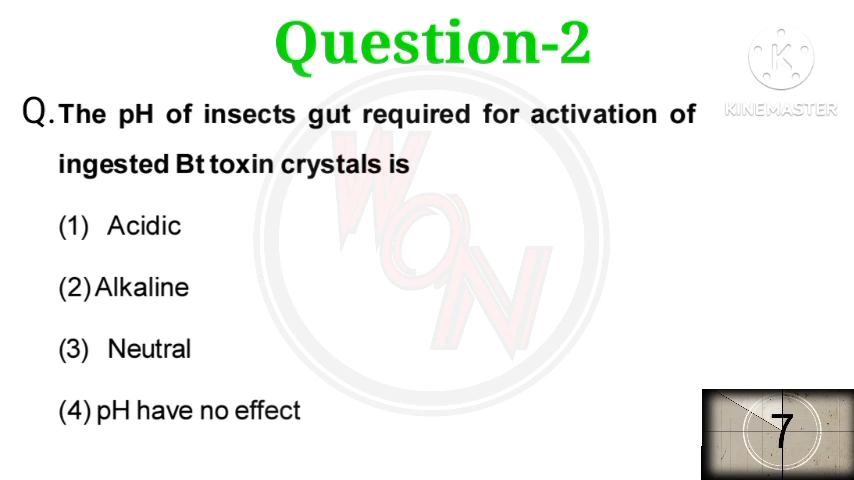 Question-2
KINEMASTER
Q.The pH of insects gut required for activation of
ingested Bt toxin crystals is
WON
(1) Acidic
(2) Alkaline
(3) Neutral
(4) pH have no effect
7